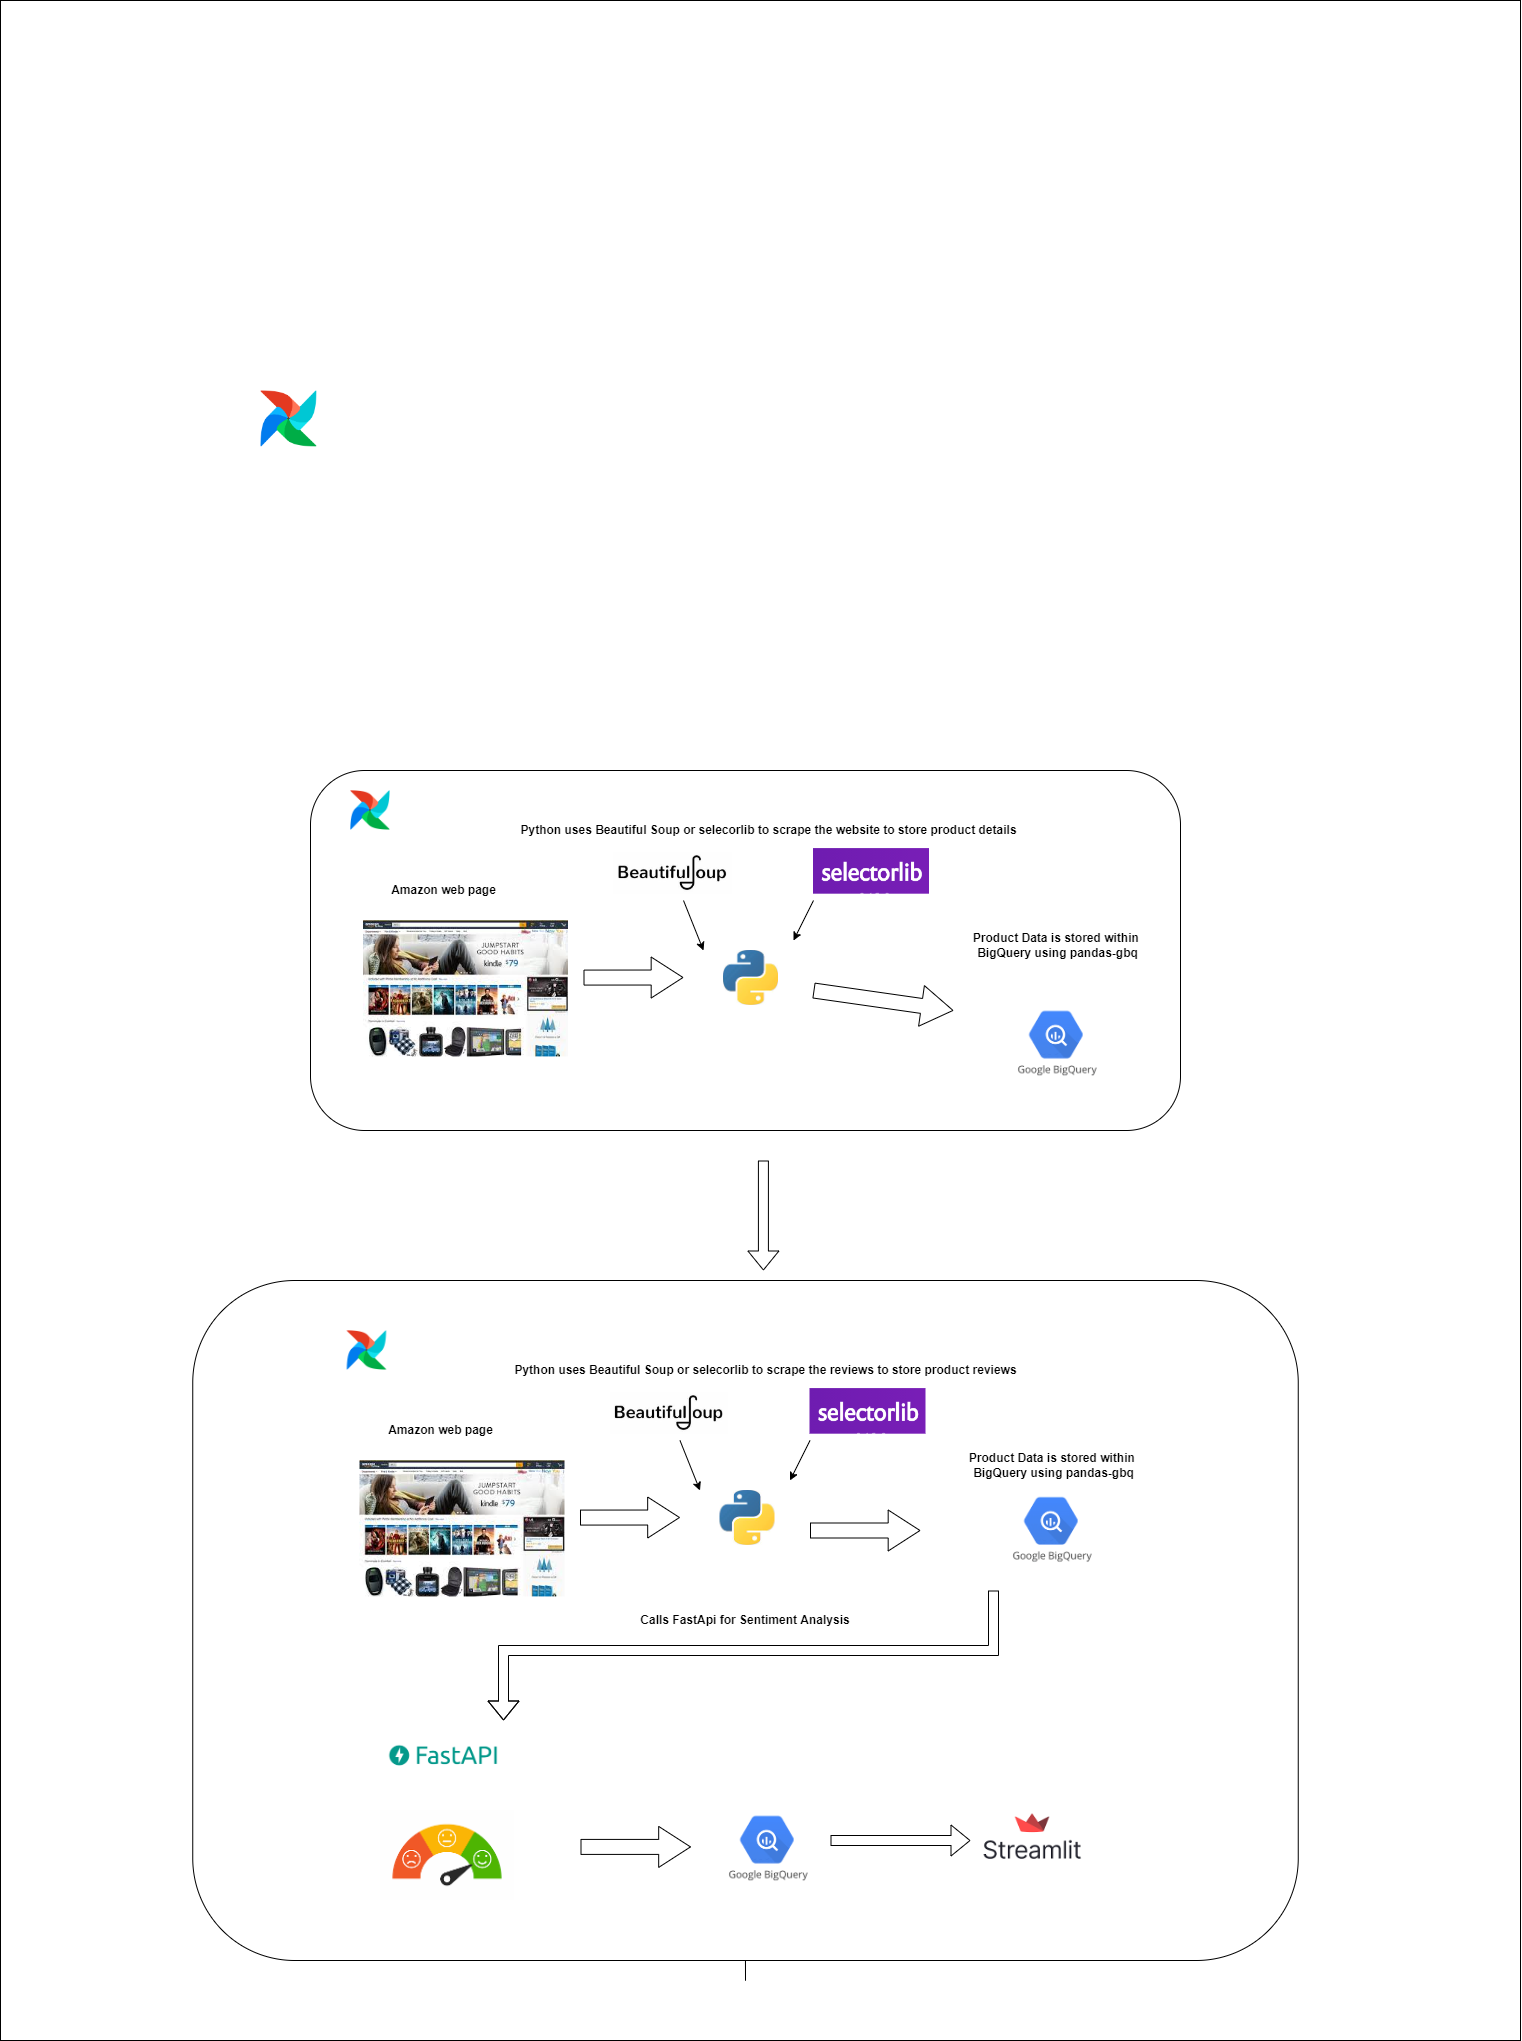 Python uses Beautiful Soup or selecorlib to scrape the website to store product details
BeautifulSoup
selectorlib
Amazon web page
JUMPSTART
GOOD HABITS
kindle $79
Product Data is stored within
BigQuery using pandas-gbq
Google BigQuery
Python uses Beautiful Soup or selecorlib to scrape the reviews to store product reviews
BeautifulSoup
selectorlib
Amazon web page
JUMPSTART
GOOD HABITS
kindle $79
Product Data is stored within
BigQuery using pandas-gbq
Google BigQuery
Calls FastApi for Sentiment Analysis
FastAPI
Google BigQuery
Streamlit